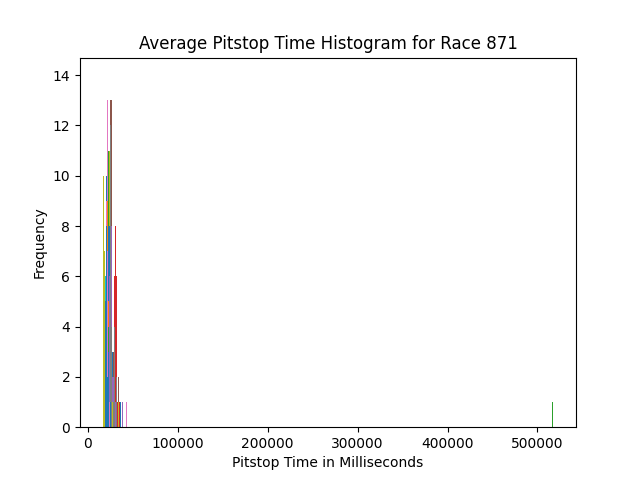 Average Pitstop Time Histogram for Race 871
14
12
10
8
6
4
2
0
Frequency
0 100000 200000 300000 400000 500000
Pitstop Time in Milliseconds